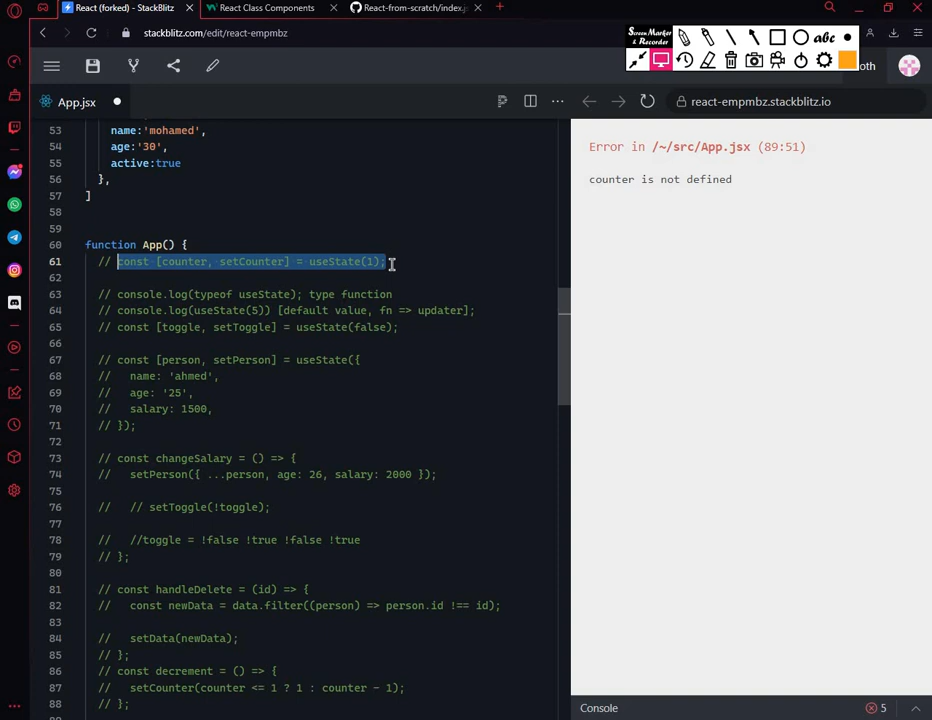 React (forked) - StackBlitz
React Class Components
React-from-scratch/index.j
stackblitz.com/edit/react-empmbz
Screen Marker & Recorder
abc
oth
App.jsx
react-empmbz.stackblitz.io
53 name:'mohamed',
54 age:'30',
55 active:true
56 },
57 ]
58
59
60 function App() {
61 // const [counter, setCounter] = useState(1);
62
63 // console.log(typeof useState); type function
64 // console.log(useState(5)) [default value, fn => updater];
65 // const [toggle, setToggle] = useState(false);
66
67 // const [person, setPerson] = useState({
68 // name: 'ahmed',
69 // age: '25',
70 // salary: 1500,
71 // });
72
73 // const changeSalary = () => {
74 // setPerson({ ...person, age: 26, salary: 2000 });
75
76 // // setToggle(!toggle);
77
78 // //toggle = !false !true !false !true
79 // };
80
81 // const handleDelete = (id) => {
82 // const newData = data.filter((person) => person.id !== id);
83
84 // setData(newData);
85 // };
86 // const decrement = () => {
87 // setCounter(counter <= 1 ? 1 : counter - 1);
88 // };
Error in /~/src/App.jsx (89:51)
counter is not defined
Console
5